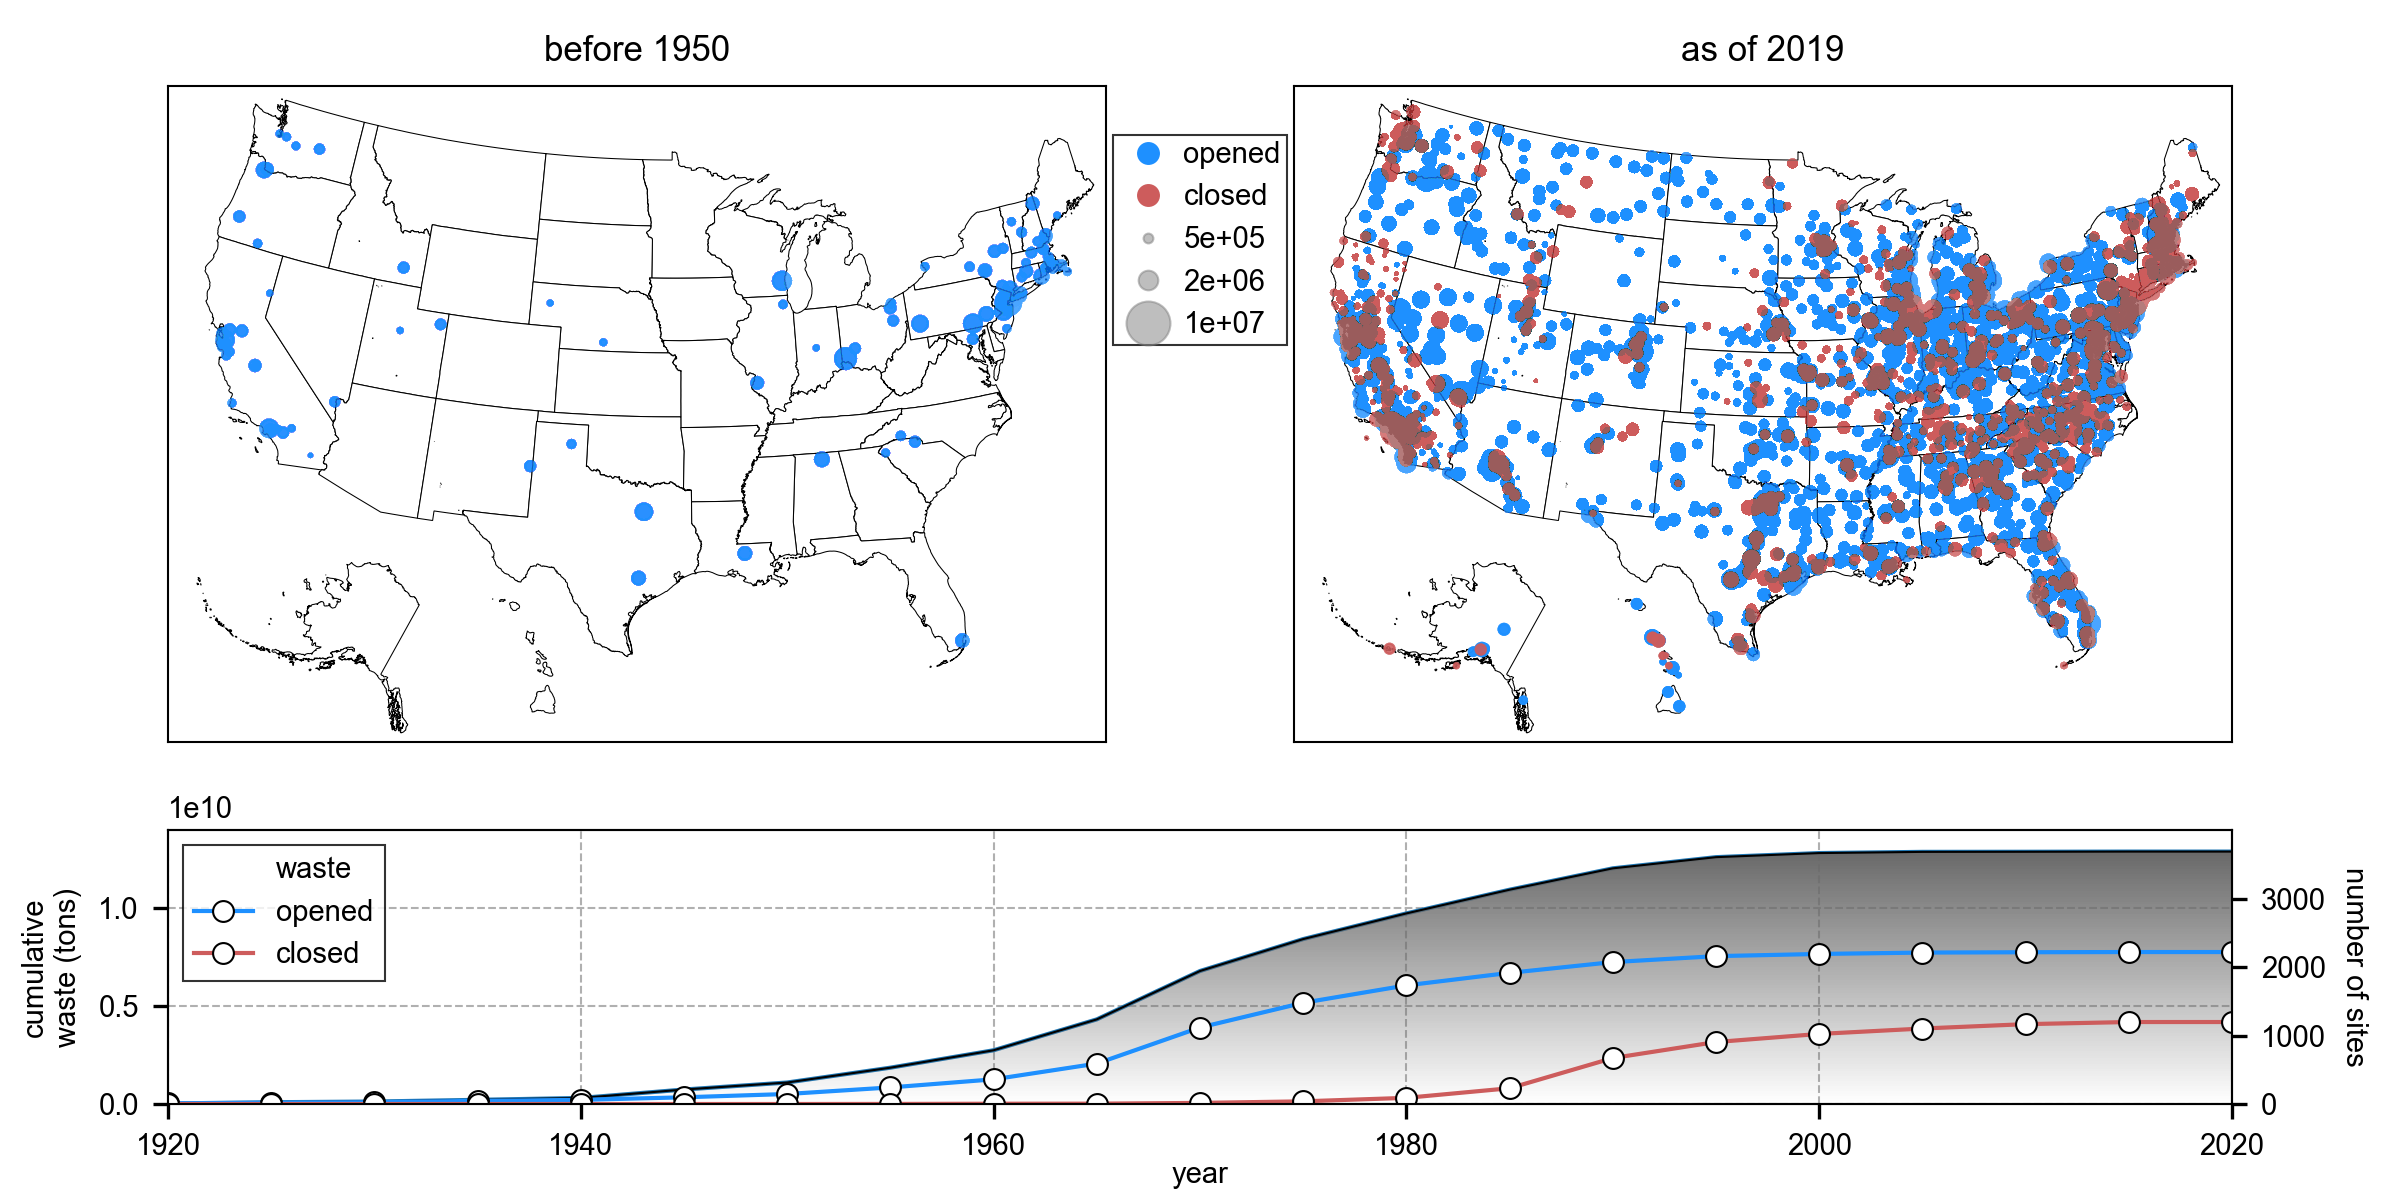 before 1950
as of 2019
opened
closed
5e+05
2e+06
1e+07
1e10
waste
opened
closed
cumulative
waste (tons)
1.0
0.5
0.0
3000
2000
1000
0
number of sites
1920
1940
1960
1980
2000
2020
year